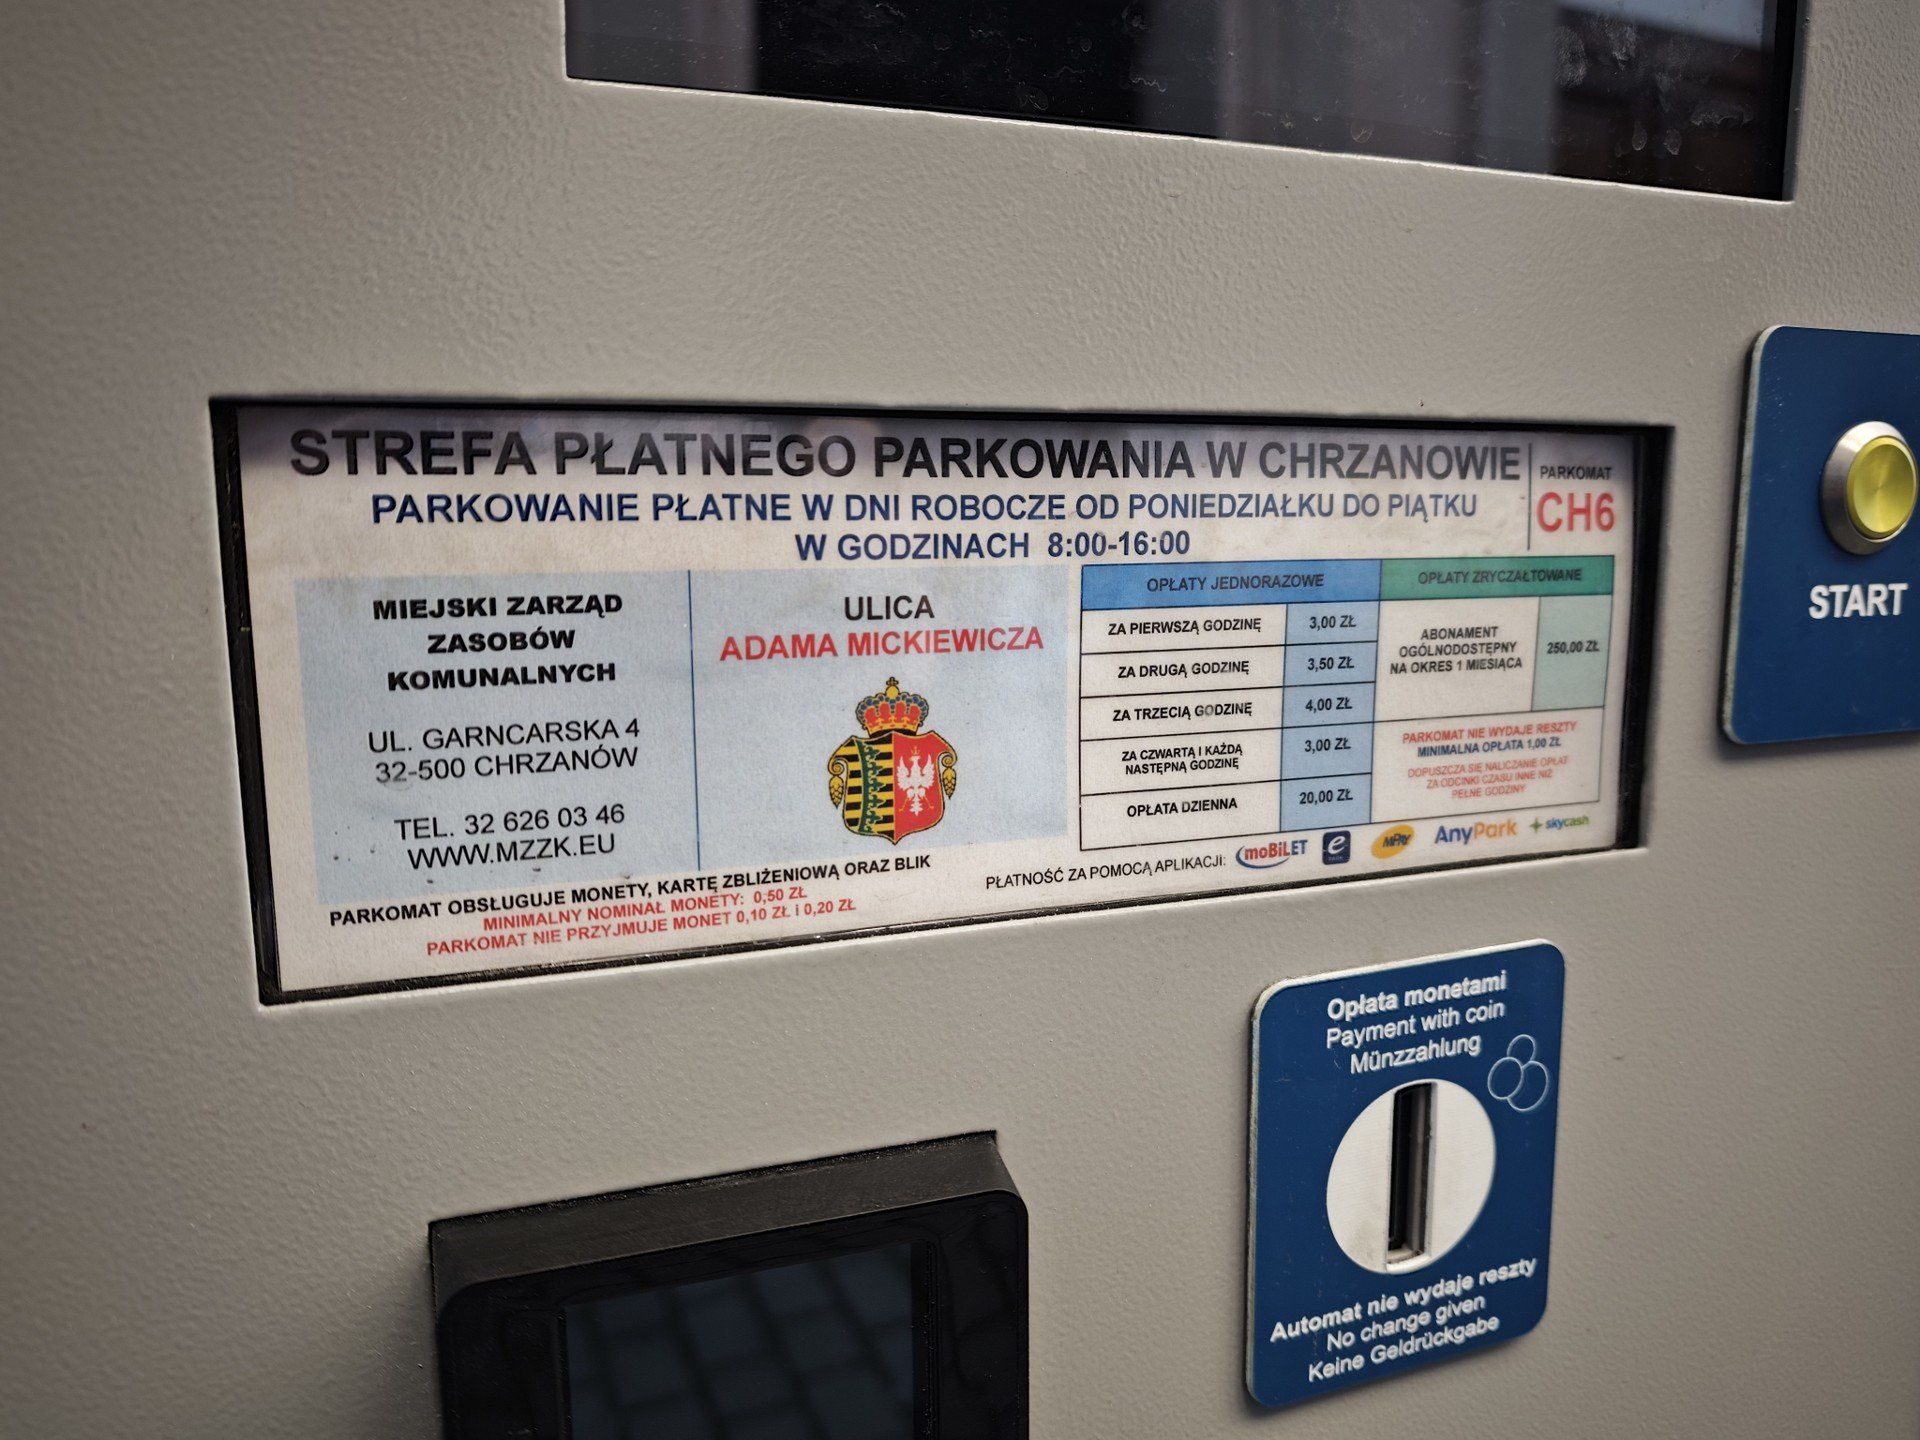 STREFA PŁATNEGO PARKOWANIA W CHRZANOWIE
PARKOWANIE PŁATNE W DNI ROBOCZE OD PONIEDZIAŁKU DO PIĄTKU
W GODZINACH 8:00-16:00
PARKOMAT
CH6
MIEJSKI ZARZĄD
ZASOBÓW
KOMUNALNYCH
UL. GARNCARSKA 4
32-500 CHRZANÓW
TEL. 32 626 03 46
WWW.MZZK.EU
ULICA
ADAMA MICKIEWICZA
OPŁATY JEDNORAZOWE
ZA PIERWSZĄ GODZINĘ 3,00 ZŁ
ZA DRUGĄ GODZINĘ 3,50 ZŁ
ZA TRZECIĄ GODZINĘ 4,00 ZŁ
ZA CZWARTĄ I KAŻDĄ
NASTĘPNĄ GODZINĘ 3,00 ZŁ
OPŁATA DZIENNA 20,00 ZŁ
OPŁATY ZRYCZAŁTOWANE
ABONAMENT
OGÓLNODOSTĘPNY
NA OKRES 1 MIESIĄCA
250,00 ZŁ
PARKOMAT NIE WYDAJE RESZTY
MINIMALNA OPŁATA 1,00 ZŁ
DOPUSZCZA SIĘ NALICZANIE OPŁAT
ZA ODCINKI CZASU INNE NIŻ
PEŁNE GODZINY
PARKOMAT OBSŁUGUJE MONETY, KARTĘ ZBLIŻENIOWĄ ORAZ BLIK
MINIMALNY NOMINAŁ MONETY: 0,50 ZŁ
PARKOMAT NIE PRZYJMUJE MONET 0,10 ZŁ i 0,20 ZŁ
PŁATNOŚĆ ZA POMOCĄ APLIKACJI: moBiLET e PARK mPay AnyPark skycash
START
Opłata monetami
Payment with coin
Münzzahlung
Automat nie wydaje reszty
No change given
Keine Geldrückgabe